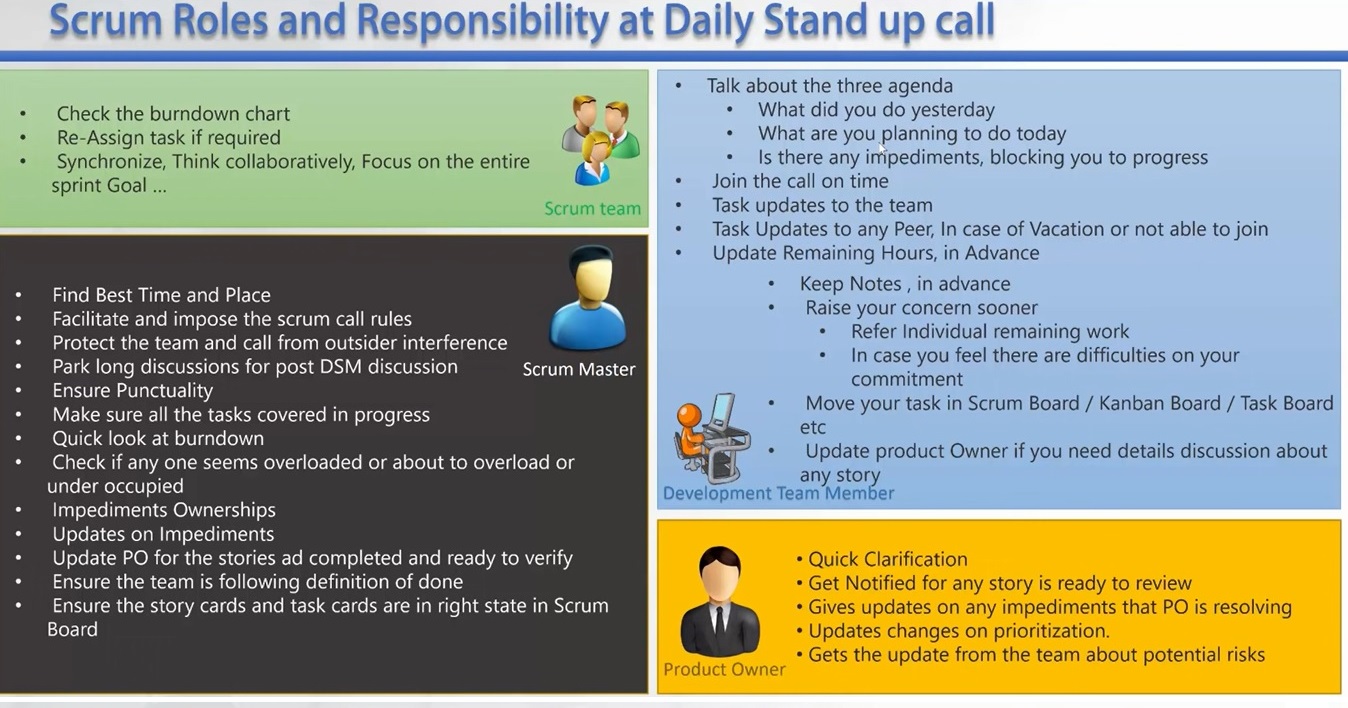 Scrum Roles and Responsibility at Daily Stand up call
• Check the burndown chart
• Re-Assign task if required
• Synchronize, Think collaboratively, Focus on the entire
sprint Goal ...
Scrum team
• Find Best Time and Place
• Facilitate and impose the scrum call rules
• Protect the team and call from outsider interference
• Park long discussions for post DSM discussion
• Ensure Punctuality
• Make sure all the tasks covered in progress
• Quick look at burndown
• Check if any one seems overloaded or about to overload or
under occupied
• Impediments Ownerships
• Updates on Impediments
• Update PO for the stories ad completed and ready to verify
• Ensure the team is following definition of done
• Ensure the story cards and task cards are in right state in Scrum
Board
Scrum Master
• Talk about the three agenda
• What did you do yesterday
• What are you planning to do today
• Is there any impediments, blocking you to progress
• Join the call on time
• Task updates to the team
• Task Updates to any Peer, In case of Vacation or not able to join
• Update Remaining Hours, in Advance
• Keep Notes , in advance
• Raise your concern sooner
• Refer Individual remaining work
• In case you feel there are difficulties on your
commitment
• Move your task in Scrum Board / Kanban Board / Task Board
etc
• Update product Owner if you need details discussion about
any story
Development Team Member
• Quick Clarification
• Get Notified for any story is ready to review
• Gives updates on any impediments that PO is resolving
• Updates changes on prioritization.
• Gets the update from the team about potential risks
Product Owner